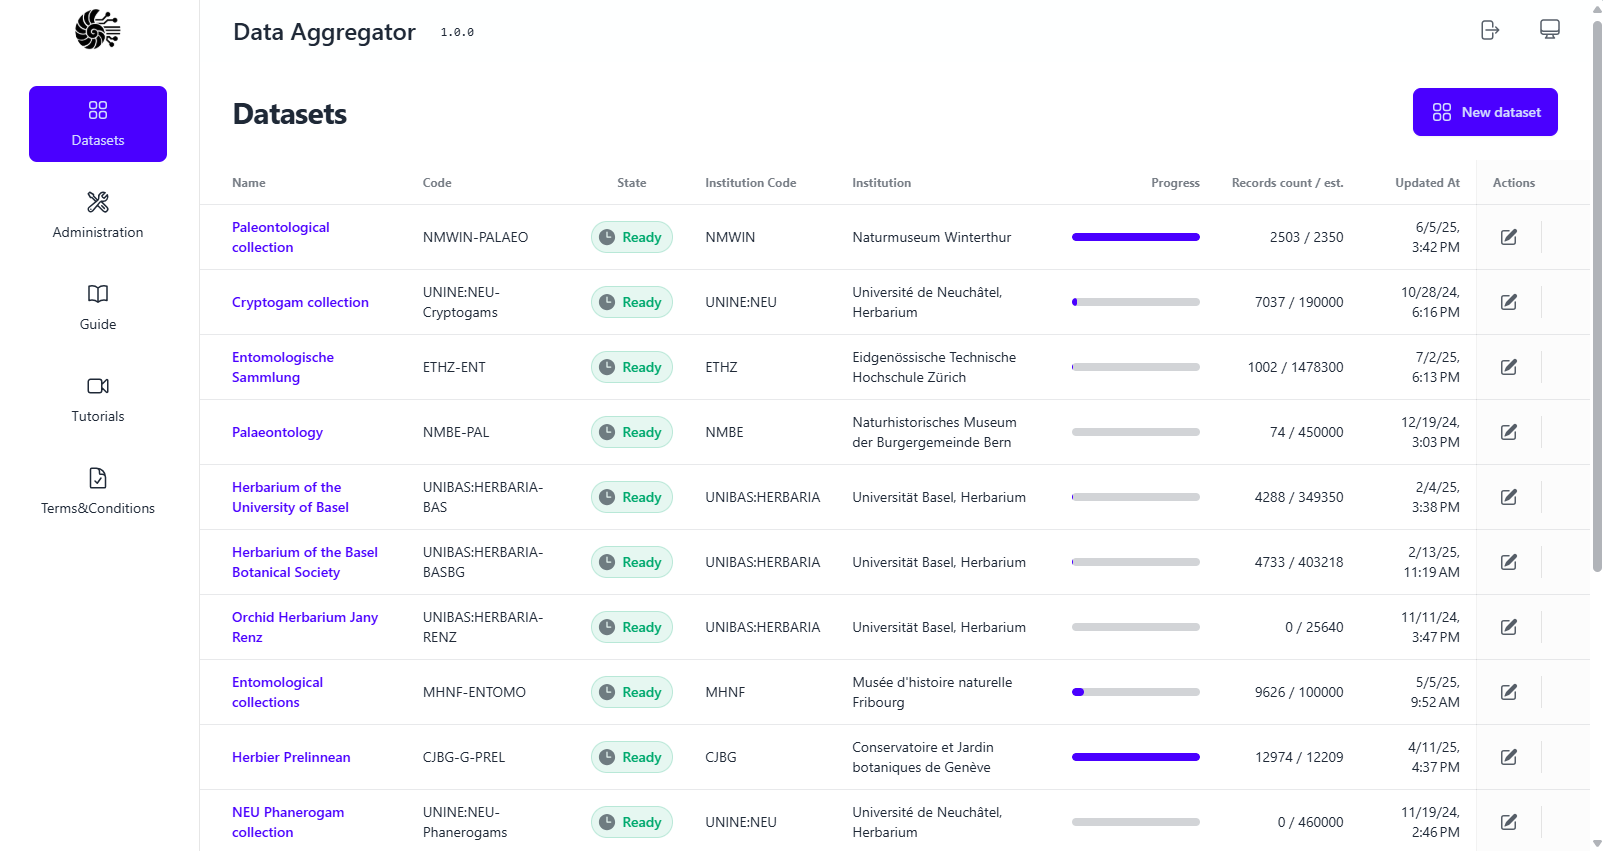 Data Aggregator 1.0.0
Datasets
Administration
Guide
Tutorials
Terms&Conditions
Datasets
New dataset
Name Code State Institution Code Institution Progress Records count / est. Updated At Actions
Paleontological collection NMWIN-PALAEO Ready NMWIN Naturmuseum Winterthur 2503 / 2350 6/5/25, 3:42 PM
Cryptogam collection UNINE:NEU-Cryptogams Ready UNINE:NEU Université de Neuchâtel, Herbarium 7037 / 190000 10/28/24, 6:16 PM
Entomologische Sammlung ETHZ-ENT Ready ETHZ Eidgenössische Technische Hochschule Zürich 1002 / 1478300 7/2/25, 6:13 PM
Palaeontology NMBE-PAL Ready NMBE Naturhistorisches Museum der Burgergemeinde Bern 74 / 450000 12/19/24, 3:03 PM
Herbarium of the University of Basel UNIBAS:HERBARIA-BAS Ready UNIBAS:HERBARIA Universität Basel, Herbarium 4288 / 349350 2/4/25, 3:38 PM
Herbarium of the Basel Botanical Society UNIBAS:HERBARIA-BASBG Ready UNIBAS:HERBARIA Universität Basel, Herbarium 4733 / 403218 2/13/25, 11:19 AM
Orchid Herbarium Jany Renz UNIBAS:HERBARIA-RENZ Ready UNIBAS:HERBARIA Universität Basel, Herbarium 0 / 25640 11/11/24, 3:47 PM
Entomological collections MHNF-ENTOMO Ready MHNF Musée d'histoire naturelle Fribourg 9626 / 100000 5/5/25, 9:52 AM
Herbier Prelinnean CJBG-G-PREL Ready CJBG Conservatoire et Jardin botaniques de Genève 12974 / 12209 4/11/25, 4:37 PM
NEU Phanerogam collection UNINE:NEU-Phanerogams Ready UNINE:NEU Université de Neuchâtel, Herbarium 0 / 460000 11/19/24, 2:46 PM